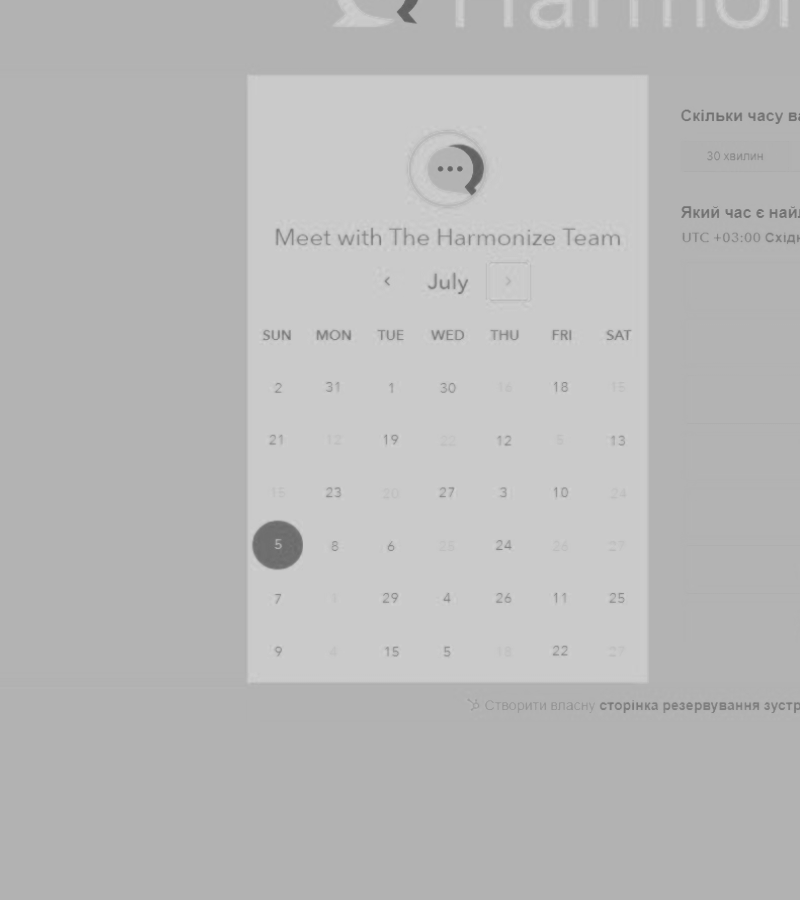 Harmoni
Скільки часу ва
30 хвилин
Meet with The Harmonize Team
Який час є най
UTC +03:00 Схід
‹ July ›
SUN MON TUE WED THU FRI SAT
2 31 1 30 16 18 15
21 12 19 22 12 5 13
15 23 20 27 3 10 24
5 8 6 25 24 26 27
7 1 29 4 26 11 25
9 4 15 5 18 22 27
Створити власну сторінка резервування зустр